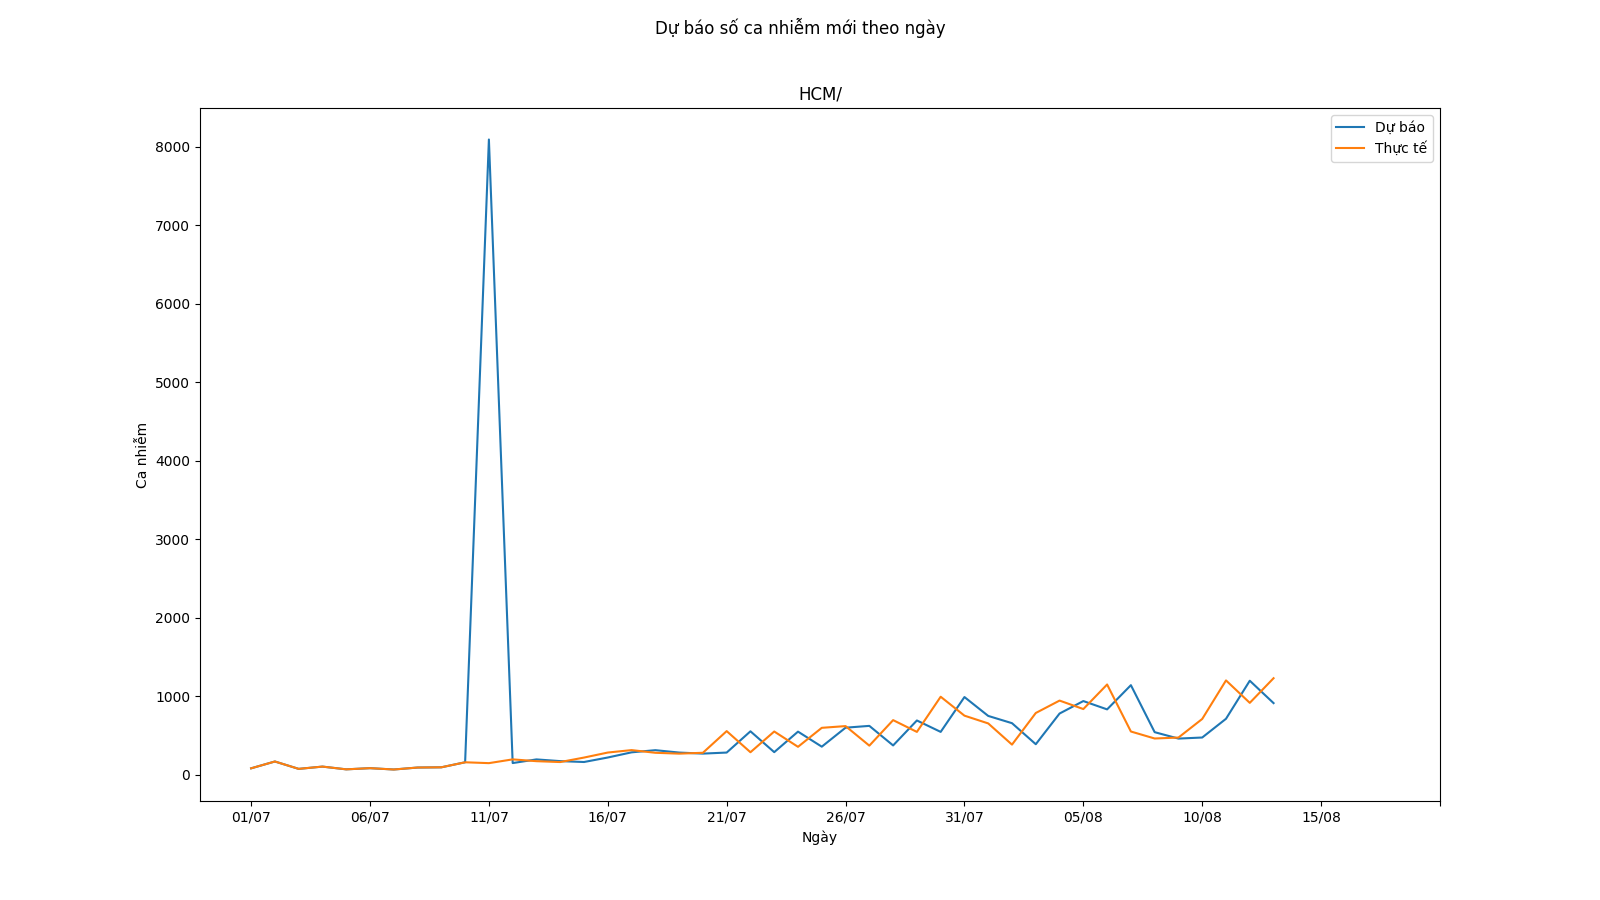 Dự báo số ca nhiễm mới theo ngày
HCM/
Dự báo
Thực tế
8000
7000
6000
5000
4000
3000
2000
1000
0
Ca nhiễm
01/07 06/07 11/07 16/07 21/07 26/07 31/07 05/08 10/08 15/08
Ngày